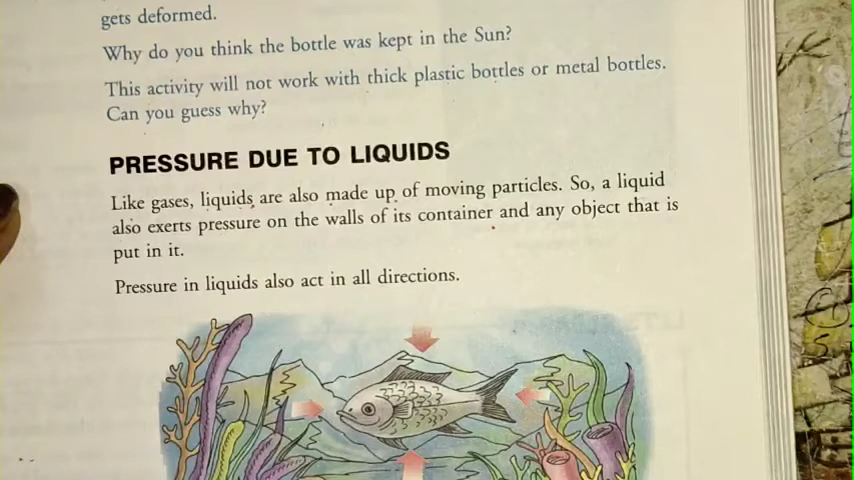 gets deformed.
Why do you think the bottle was kept in the Sun?
This activity will not work with thick plastic bottles or metal bottles.
Can you guess why?
PRESSURE DUE TO LIQUIDS
Like gases, liquids are also made up of moving particles. So, a liquid
also exerts pressure on the walls of its container and any object that is
put in it.
Pressure in liquids also act in all directions.